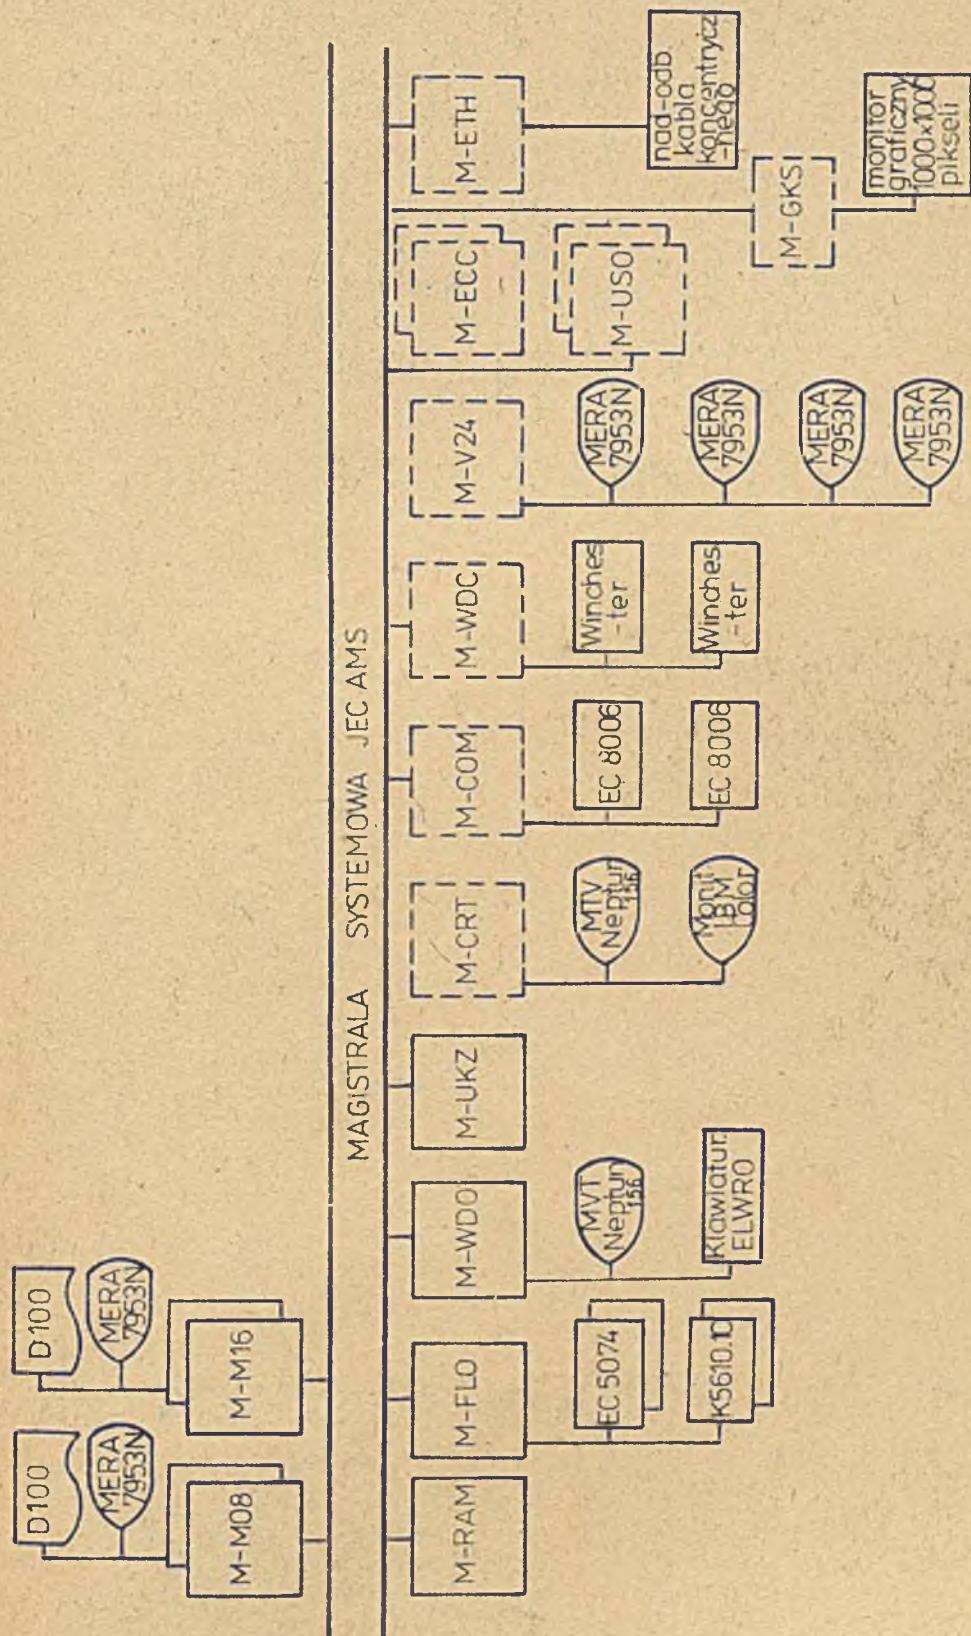 D100
MERA
7953N
M-M08
D100
MERA
7953N
M-M16
MAGISTRALA SYSTEMOWA JEC AMS
M-RAM
M-FLO
EC 5074
K5610.10
M-WDO
MVT
Neptun
156
Klawiatur.
ELWRO
M-UKZ
M-CRT
MTV
Neptun
156
Monit
IBM
Color
M-COM
EC 8006
EC 8006
M-WDC
Winches
-ter
Winches
-ter
M-V24
MERA
7953N
MERA
7953N
MERA
7953N
MERA
7953N
M-ECC
M-USO
M-ETH
nad-odb
kabla
koncentrycz
-nego
M-GKSI
monitor
graficzny
1000x1000
pikseli